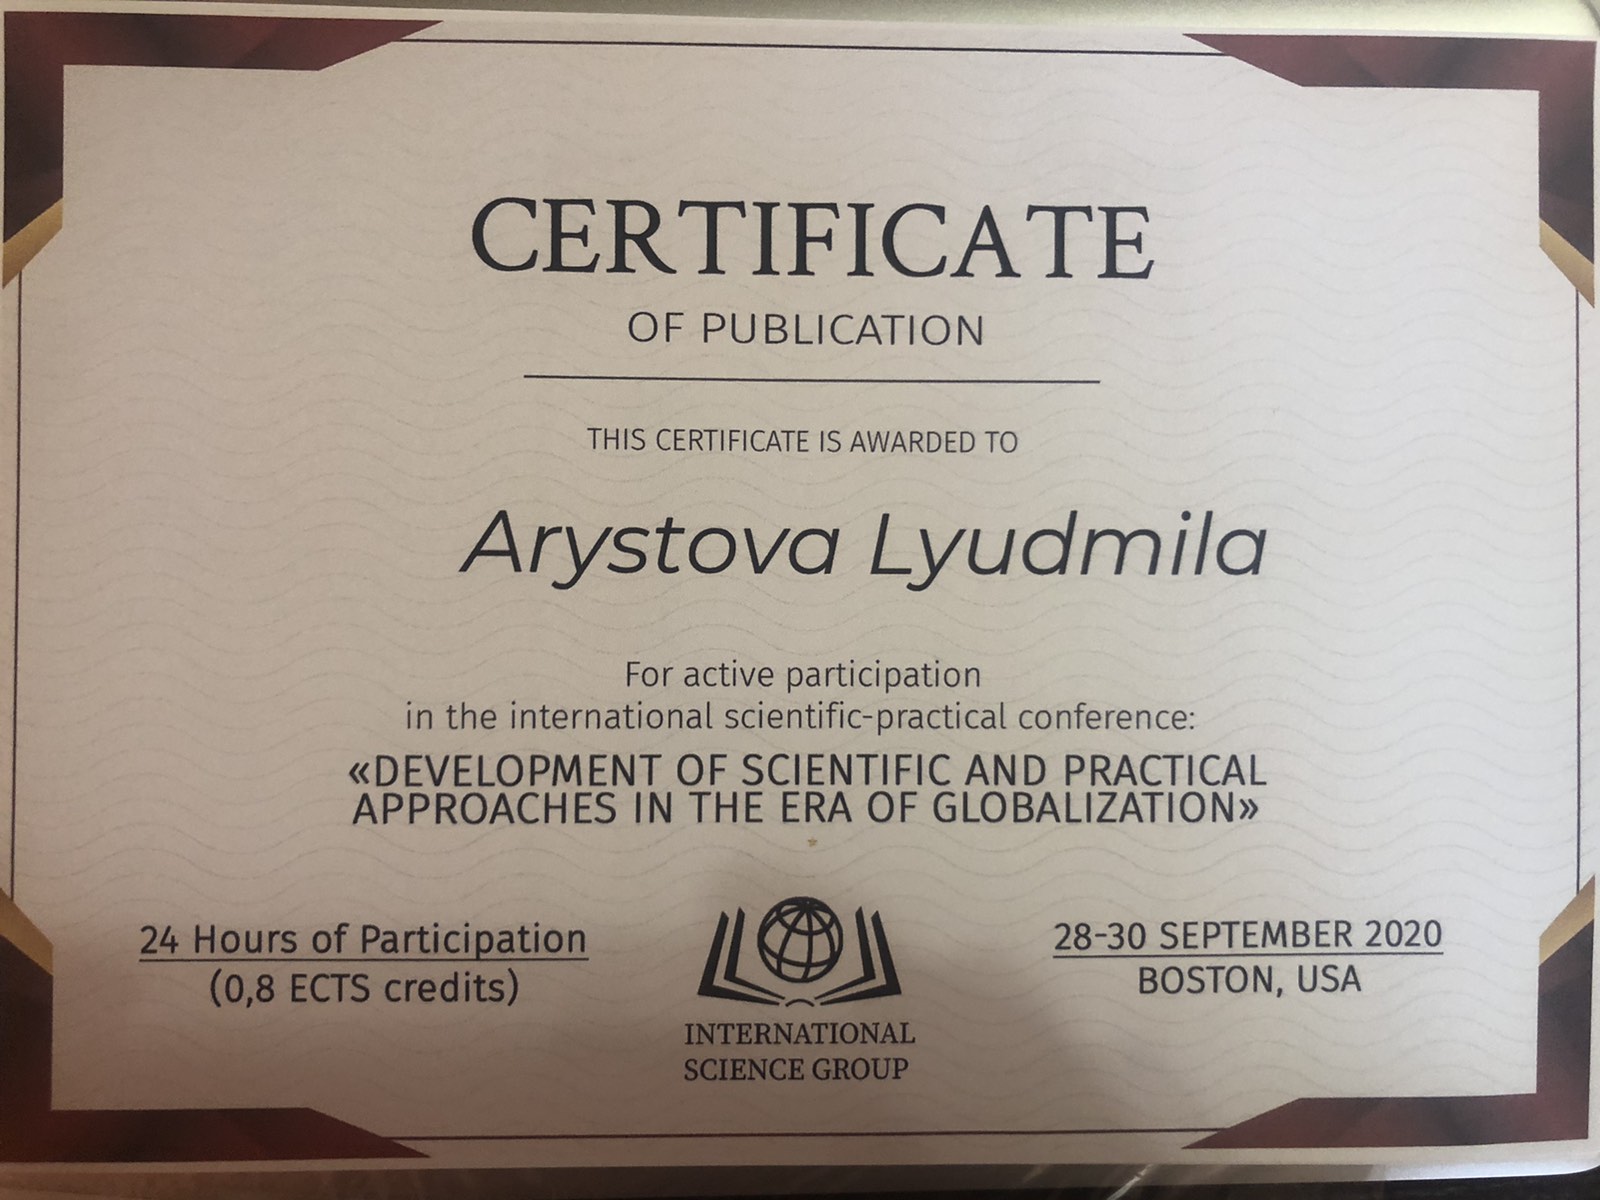 CERTIFICATE
OF PUBLICATION
THIS CERTIFICATE IS AWARDED TO
Arystova Lyudmila
For active participation
in the international scientific-practical conference:
«DEVELOPMENT OF SCIENTIFIC AND PRACTICAL
APPROACHES IN THE ERA OF GLOBALIZATION»
24 Hours of Participation
(0,8 ECTS credits)
INTERNATIONAL
SCIENCE GROUP
28-30 SEPTEMBER 2020
BOSTON, USA